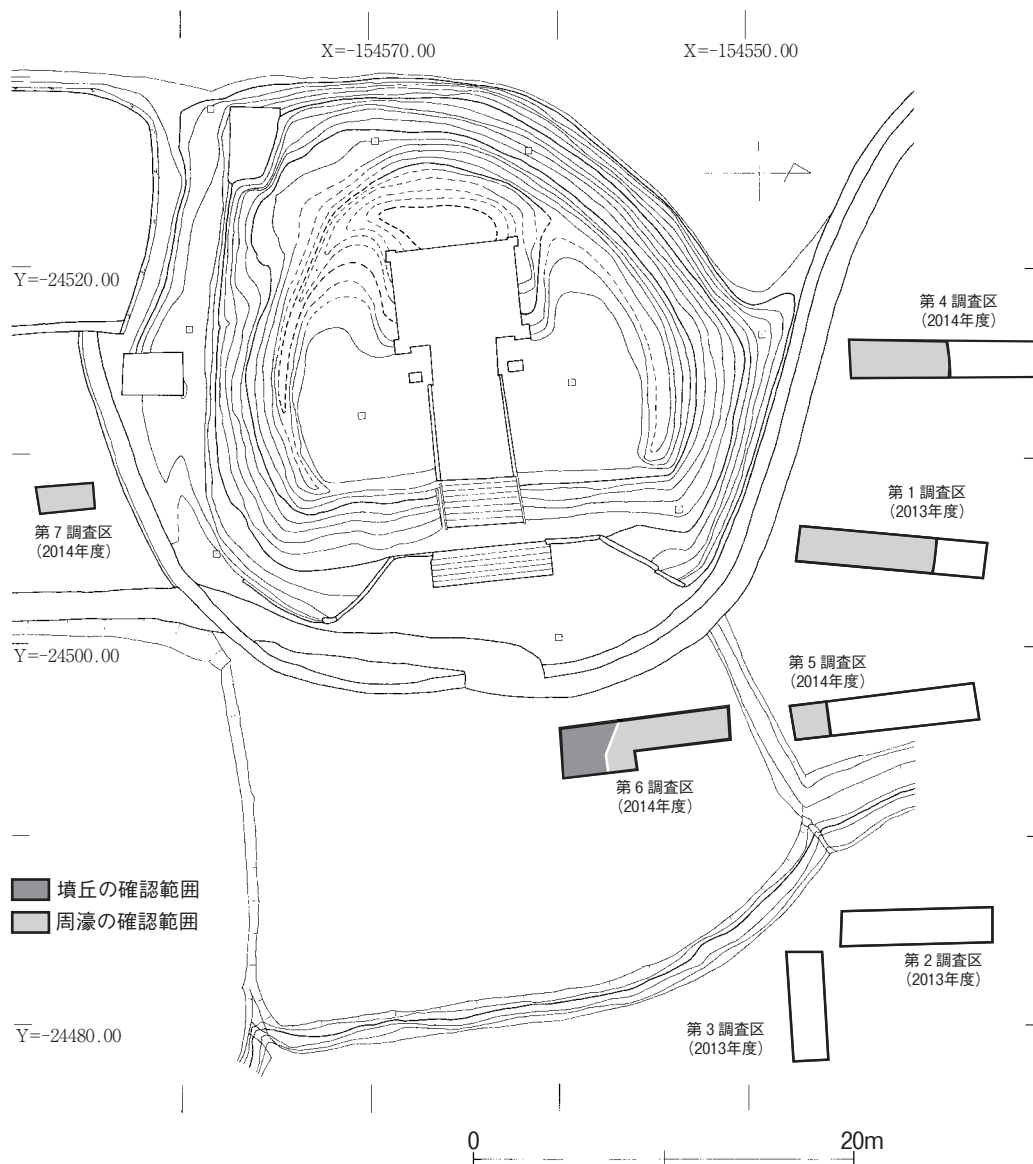 X=-154570.00
X=-154550.00
Y=-24520.00
第4調査区
(2014年度)
第1調査区
(2013年度)
第7調査区
(2014年度)
Y=-24500.00
第5調査区
(2014年度)
第6調査区
(2014年度)
墳丘の確認範囲
周濠の確認範囲
第2調査区
(2013年度)
第3調査区
(2013年度)
Y=-24480.00
0
20m